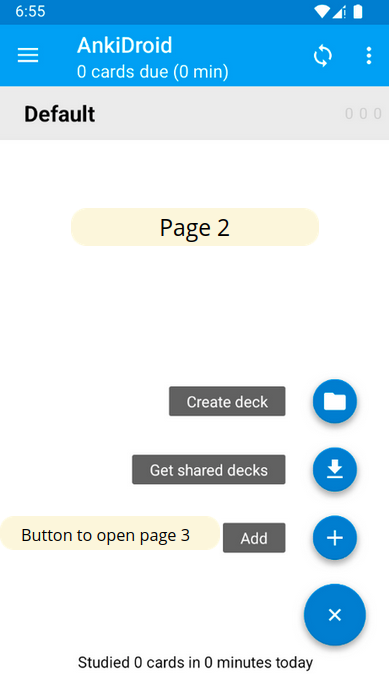 6:55
AnkiDroid
0 cards due (0 min)
Default
0 0 0
Page 2
Create deck
Get shared decks
Button to open page 3
Add
Studied 0 cards in 0 minutes today